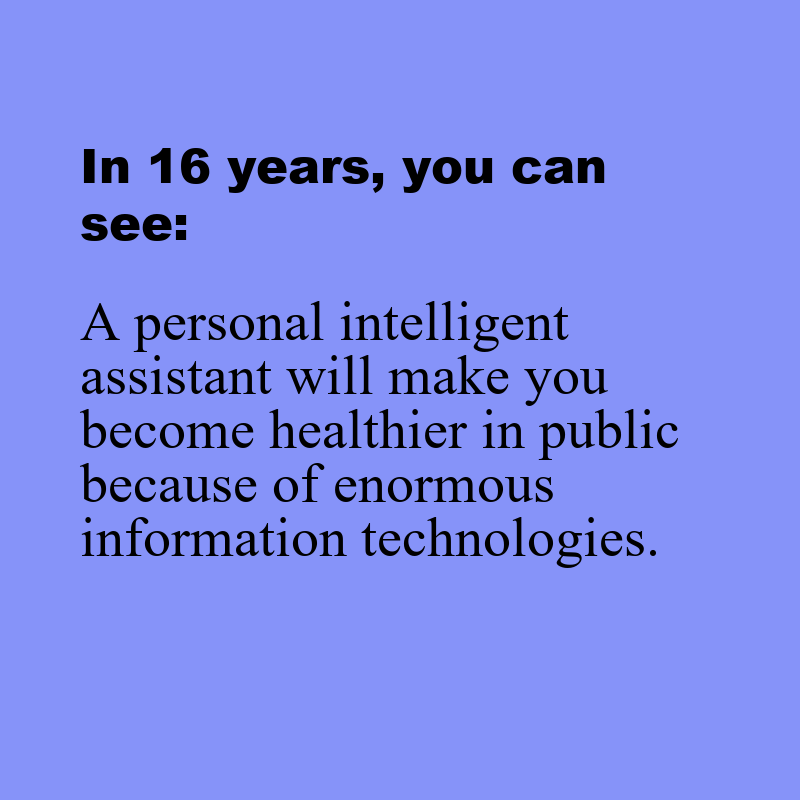 In 16 years, you can
see:
A personal intelligent
assistant will make you
become healthier in public
because of enormous
information technologies.